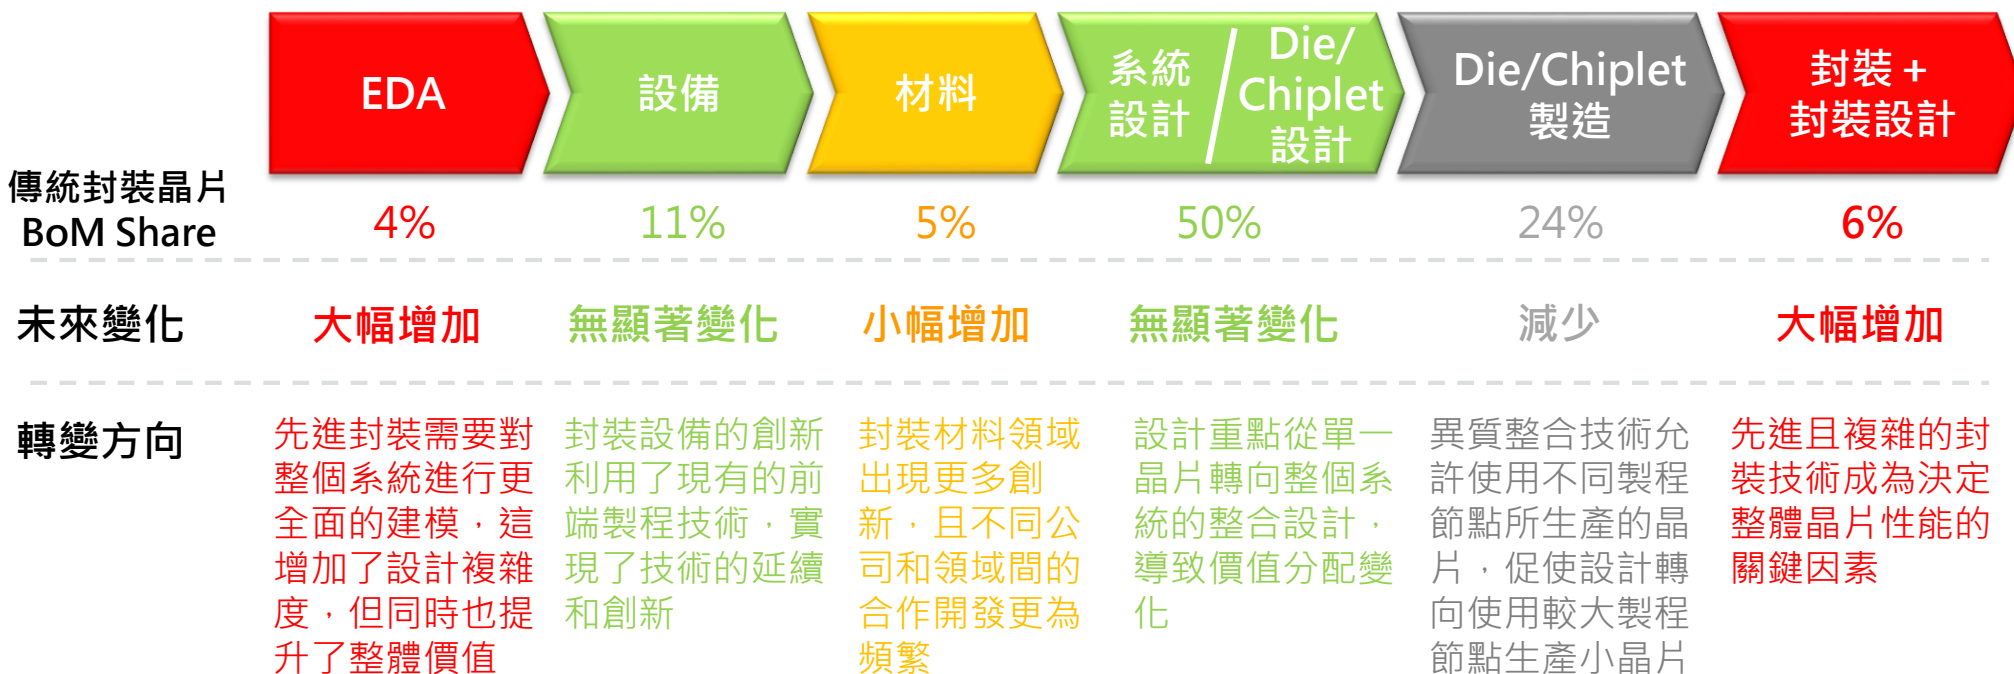 EDA
設備
材料
系統
設計
Die/
Chiplet
設計
Die/Chiplet
製造
封裝 +
封裝設計
傳統封裝晶片
BoM Share
4%
11%
5%
50%
24%
6%
未來變化
大幅增加
無顯著變化
小幅增加
無顯著變化
減少
大幅增加
轉變方向
先進封裝需要對
整個系統進行更
全面的建模，這
增加了設計複雜
度，但同時也提
升了整體價值
封裝設備的創新
利用了現有的前
端製程技術，實
現了技術的延續
和創新
封裝材料領域
出現更多創
新，且不同公
司和領域間的
合作開發更為
頻繁
設計重點從單一
晶片轉向整個系
統的整合設計，
導致價值分配變
化
異質整合技術允
許使用不同製程
節點所生產的晶
片，促使設計轉
向使用較大製程
節點生產小晶片
先進且複雜的封
裝技術成為決定
整體晶片性能的
關鍵因素